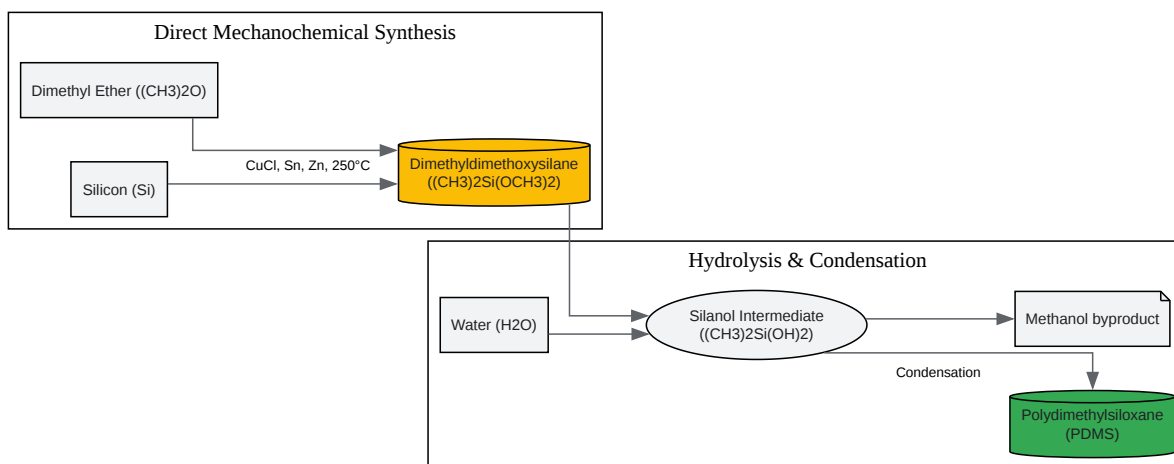 Direct Mechanochemical Synthesis
Dimethyl Ether ((CH3)2O)
CuCl, Sn, Zn, 250°C
Silicon (Si)
Dimethyldimethoxysilane
((CH3)2Si(OCH3)2)
Hydrolysis & Condensation
Water (H2O)
Silanol Intermediate
((CH3)2Si(OH)2)
Methanol byproduct
Condensation
Polydimethylsiloxane
(PDMS)